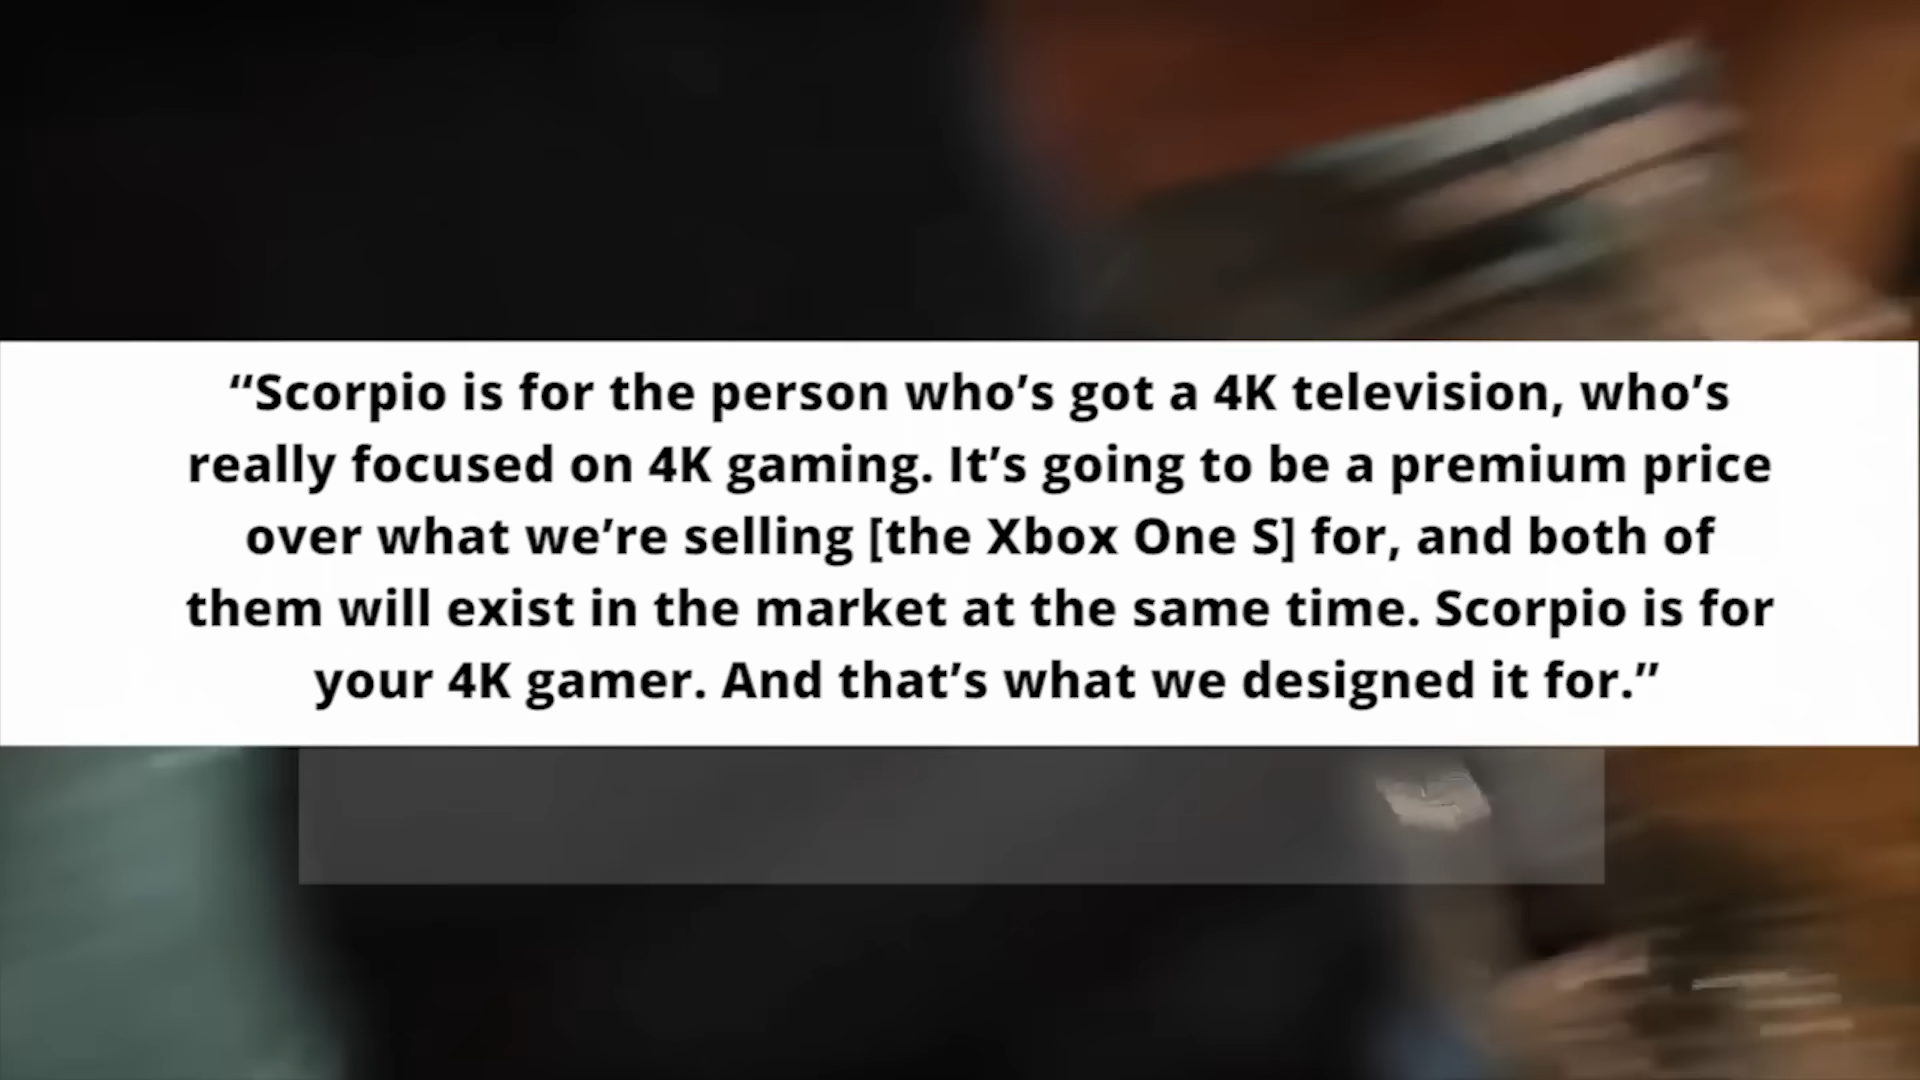 “Scorpio is for the person who’s got a 4K television, who’s
really focused on 4K gaming. It’s going to be a premium price
over what we’re selling [the Xbox One S] for, and both of
them will exist in the market at the same time. Scorpio is for
your 4K gamer. And that’s what we designed it for.”